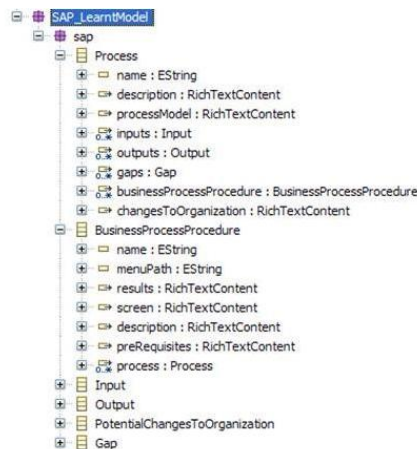 SAP_LearntModel
sap
Process
name : EString
description : RichTextContent
processModel : RichTextContent
inputs : Input
outputs : Output
gaps : Gap
businessProcessProcedure : BusinessProcessProcedure
changesToOrganization : RichTextContent
BusinessProcessProcedure
name : EString
menuPath : EString
results : RichTextContent
screen : RichTextContent
description : RichTextContent
preRequisites : RichTextContent
process : Process
Input
Output
PotentialChangesToOrganization
Gap